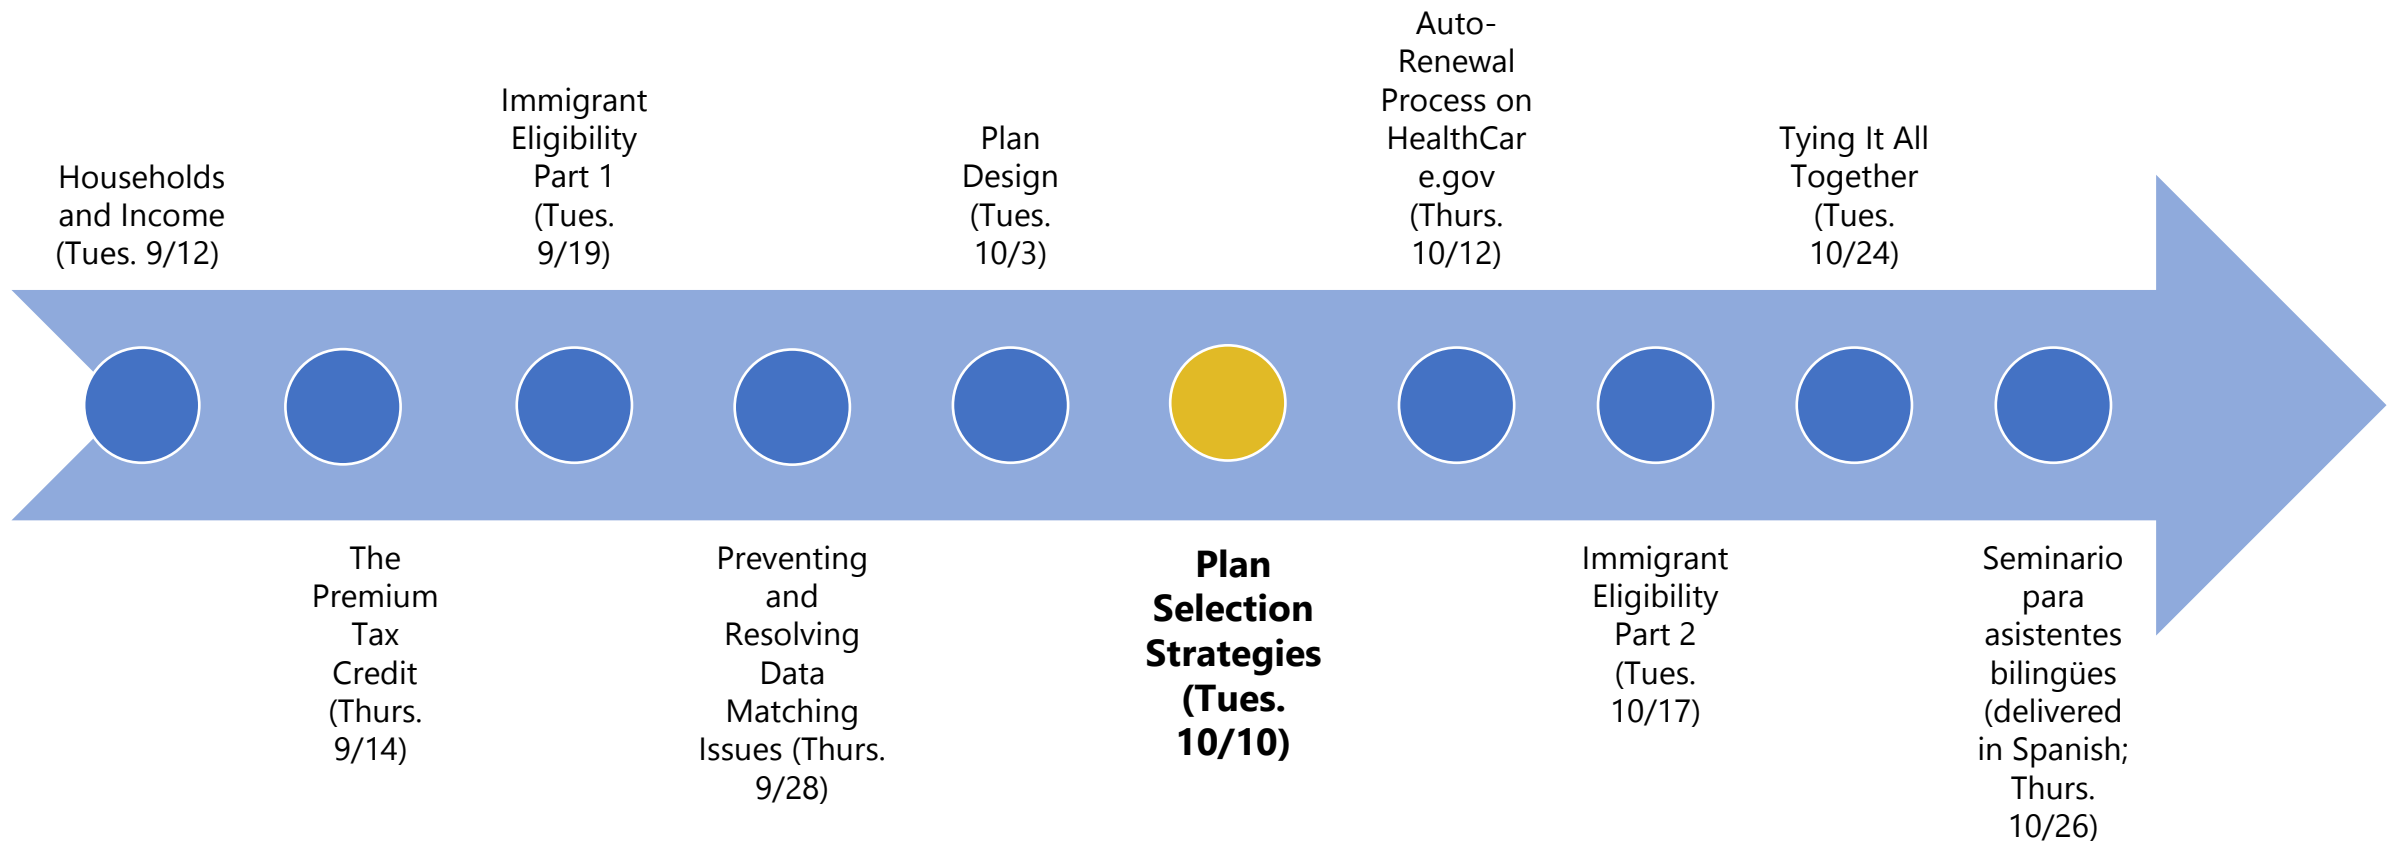 Households
and Income
(Tues. 9/12)
The
Premium
Tax
Credit
(Thurs.
9/14)
Immigrant
Eligibility
Part 1
(Tues.
9/19)
Preventing
and
Resolving
Data
Matching
Issues (Thurs.
9/28)
Plan
Design
(Tues.
10/3)
Plan
Selection
Strategies
(Tues.
10/10)
Auto-
Renewal
Process on
HealthCar
e.gov
(Thurs.
10/12)
Immigrant
Eligibility
Part 2
(Tues.
10/17)
Tying It All
Together
(Tues.
10/24)
Seminario
para
asistentes
bilingües
(delivered
in Spanish;
Thurs.
10/26)